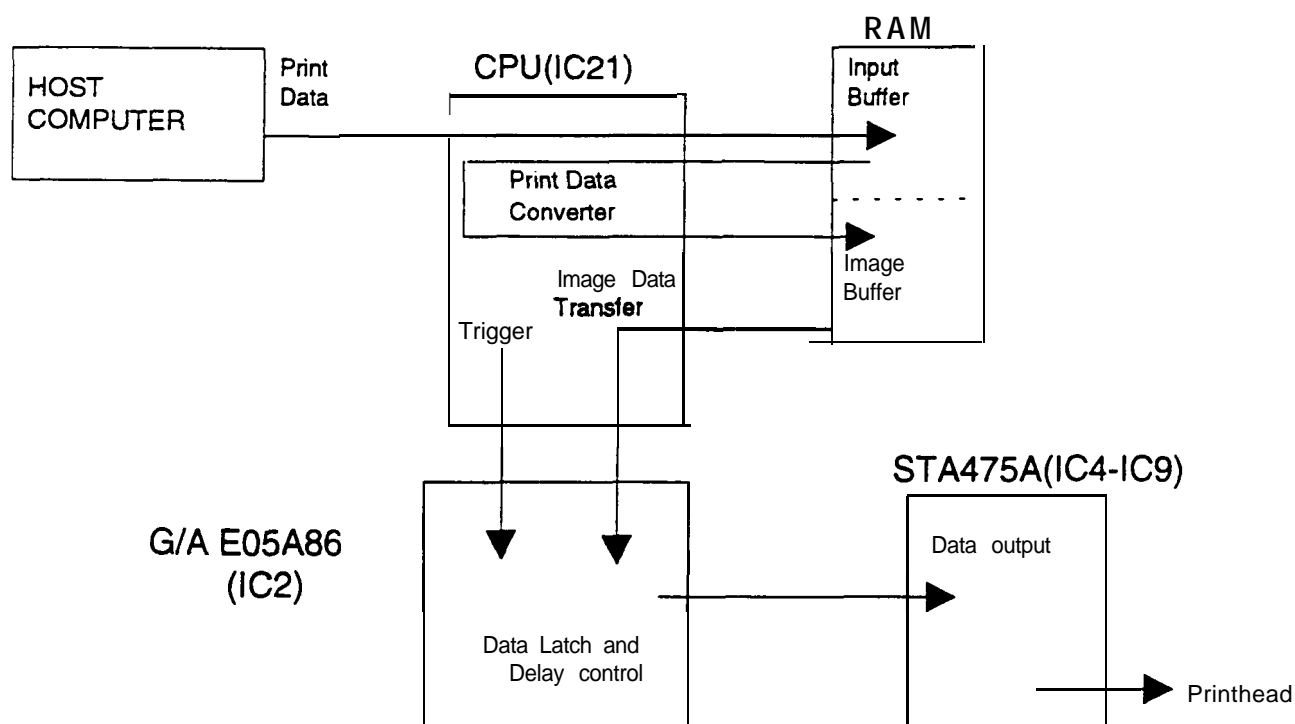 RAM
HOST
COMPUTER
Print
Data
CPU(IC21)
Input
Buffer
Print Data
Converter
Image Data
Transfer
Image
Buffer
Trigger
STA475A(IC4-IC9)
G/A E05A86
(IC2)
Data output
Data Latch and
Delay control
Printhead